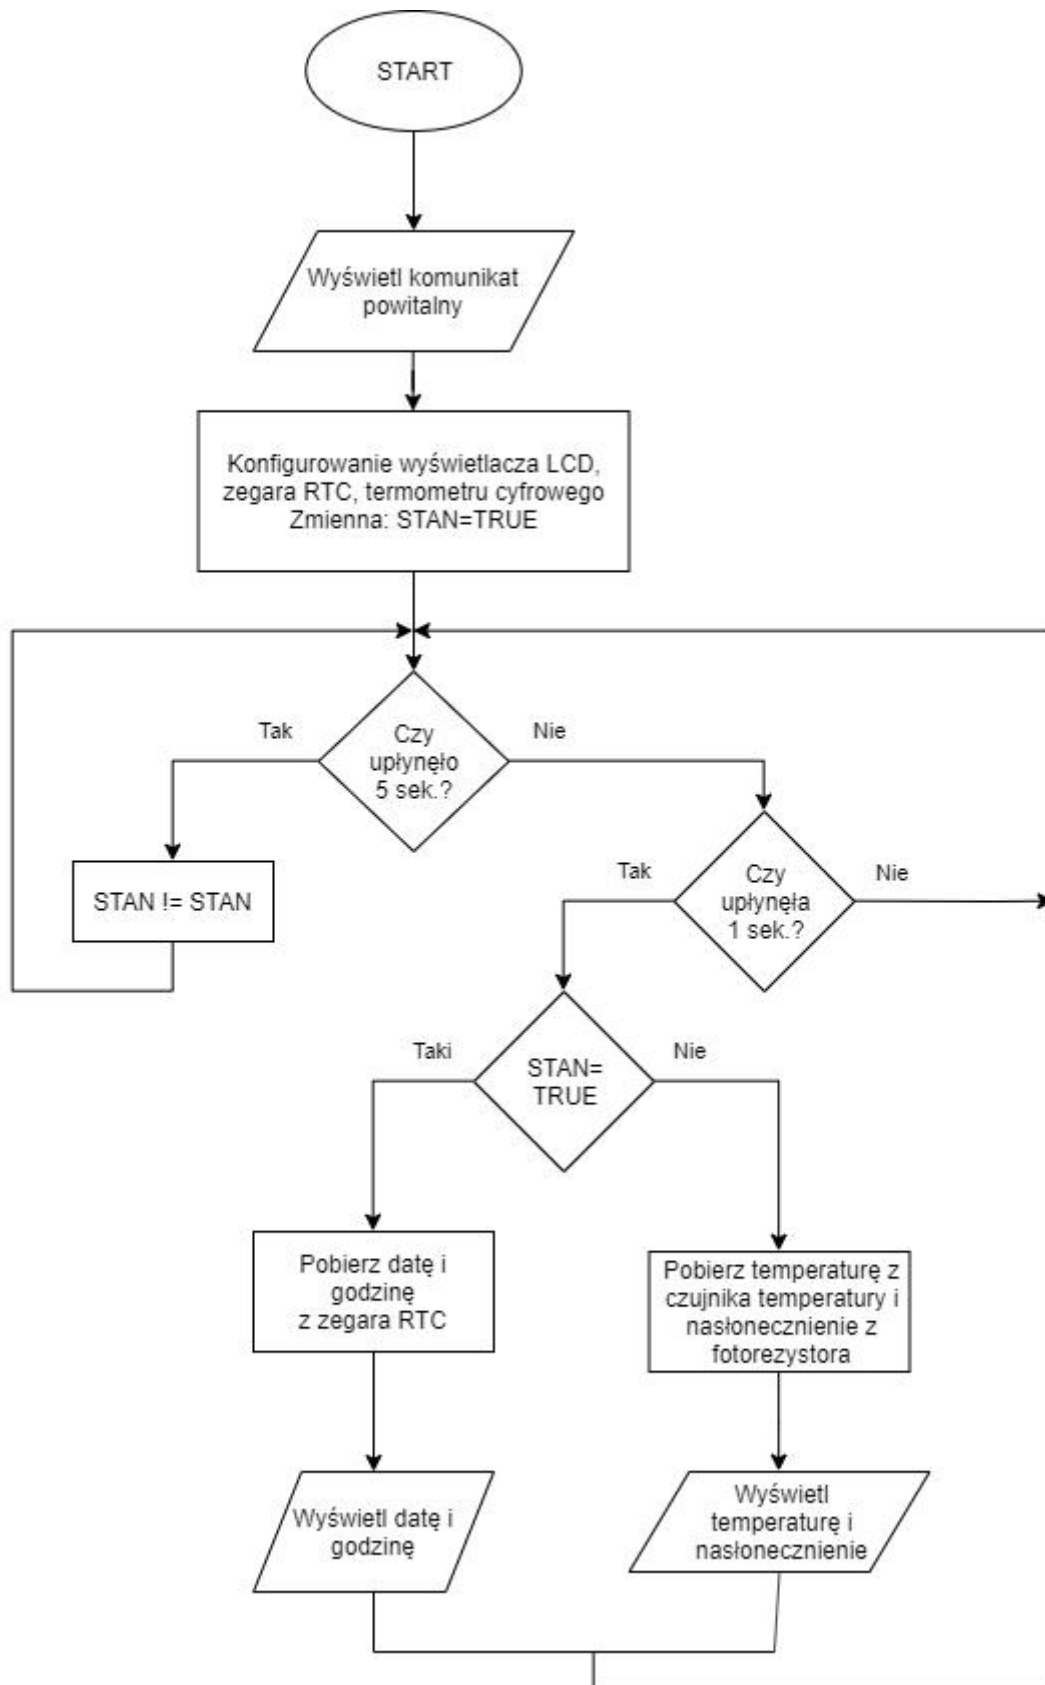 START
Wyświetl komunikat
powitalny
Konfigurowanie wyświetlacza LCD,
zegara RTC, termometru cyfrowego
Zmienna: STAN=TRUE
Tak
Czy
upłynęło
5 sek.?
Nie
STAN != STAN
Tak
Czy
upłynęła
1 sek.?
Nie
Taki
STAN=
TRUE
Nie
Pobierz datę i
godzinę
z zegara RTC
Pobierz temperaturę z
czujnika temperatury i
nasłonecznienie z
fotorezystora
Wyświetl datę i
godzinę
Wyświetl
temperaturę i
nasłonecznienie